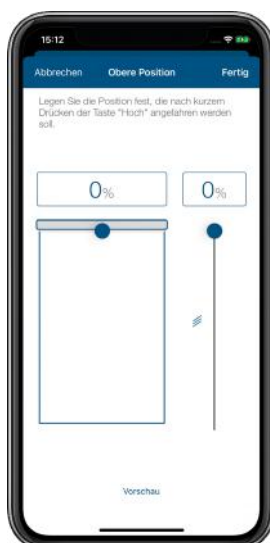 15:12
Abbrechen Obere Position Fertig
Legen Sie die Position fest, die nach kurzem
Drücken der Taste "Hoch" angefahren werden
soll.
0% 0%
Vorschau